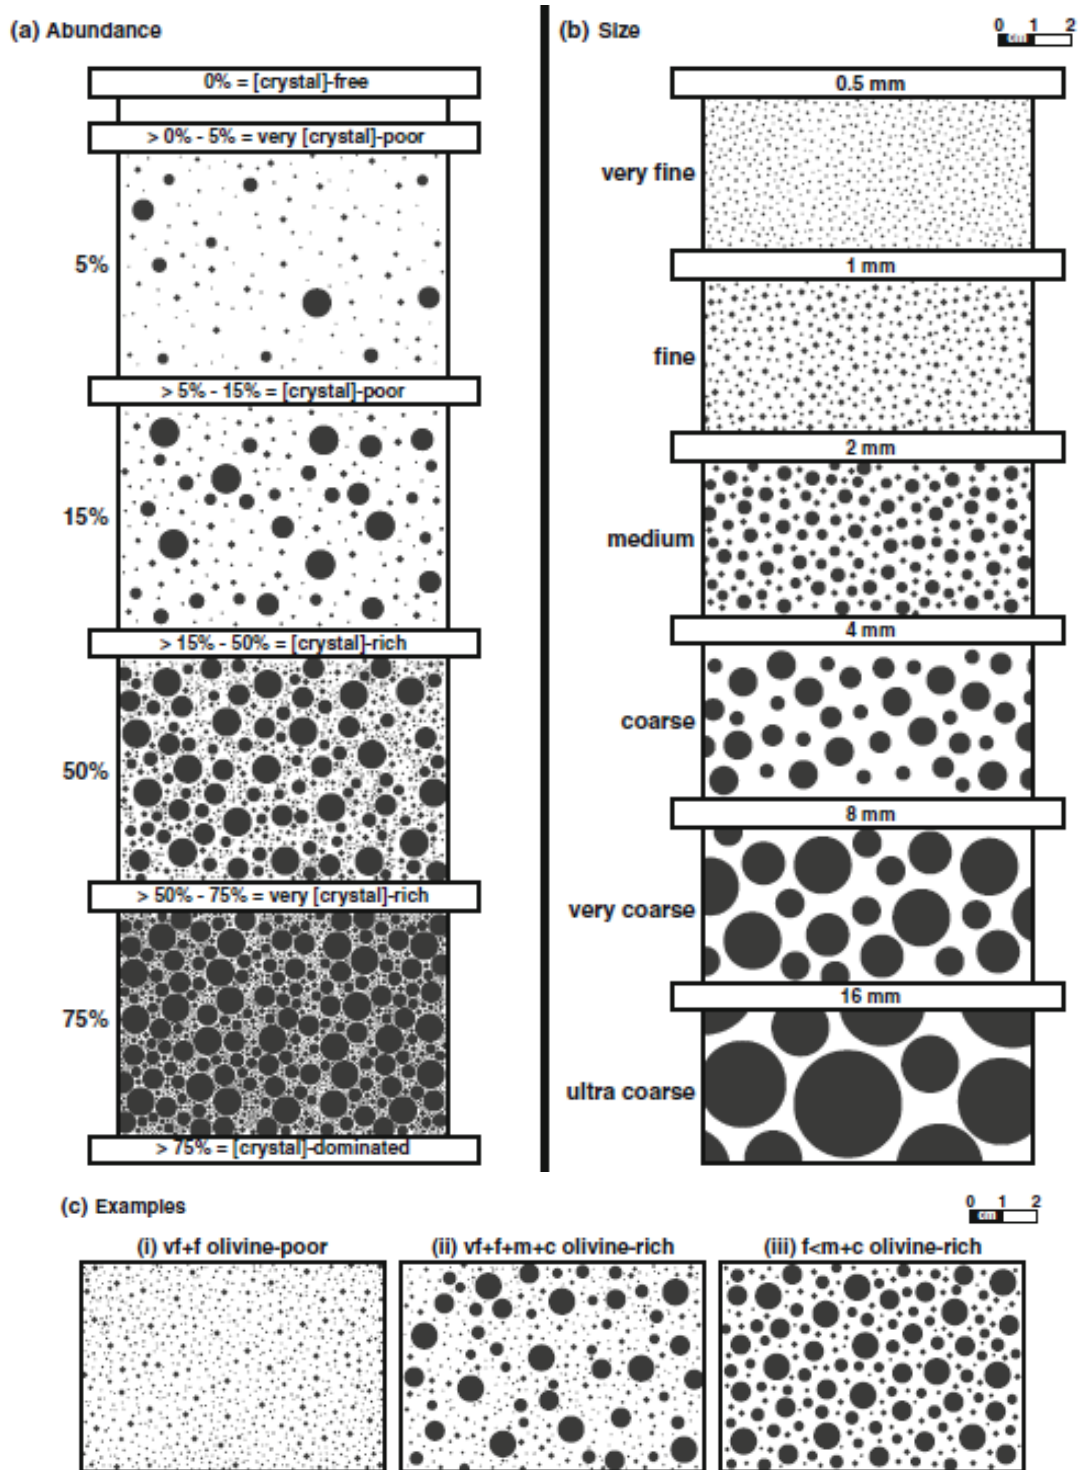 (a) Abundance
0% = [crystal]-free
> 0% - 5% = very [crystal]-poor
5%
> 5% - 15% = [crystal]-poor
15%
> 15% - 50% = [crystal]-rich
50%
> 50% - 75% = very [crystal]-rich
75%
> 75% = [crystal]-dominated
(b) Size
0 1 2
cm
0.5 mm
very fine
1 mm
fine
2 mm
medium
4 mm
coarse
8 mm
very coarse
16 mm
ultra coarse
(c) Examples
0 1 2
cm
(i) vf+f olivine-poor
(ii) vf+f+m+c olivine-rich
(iii) f<m+c olivine-rich